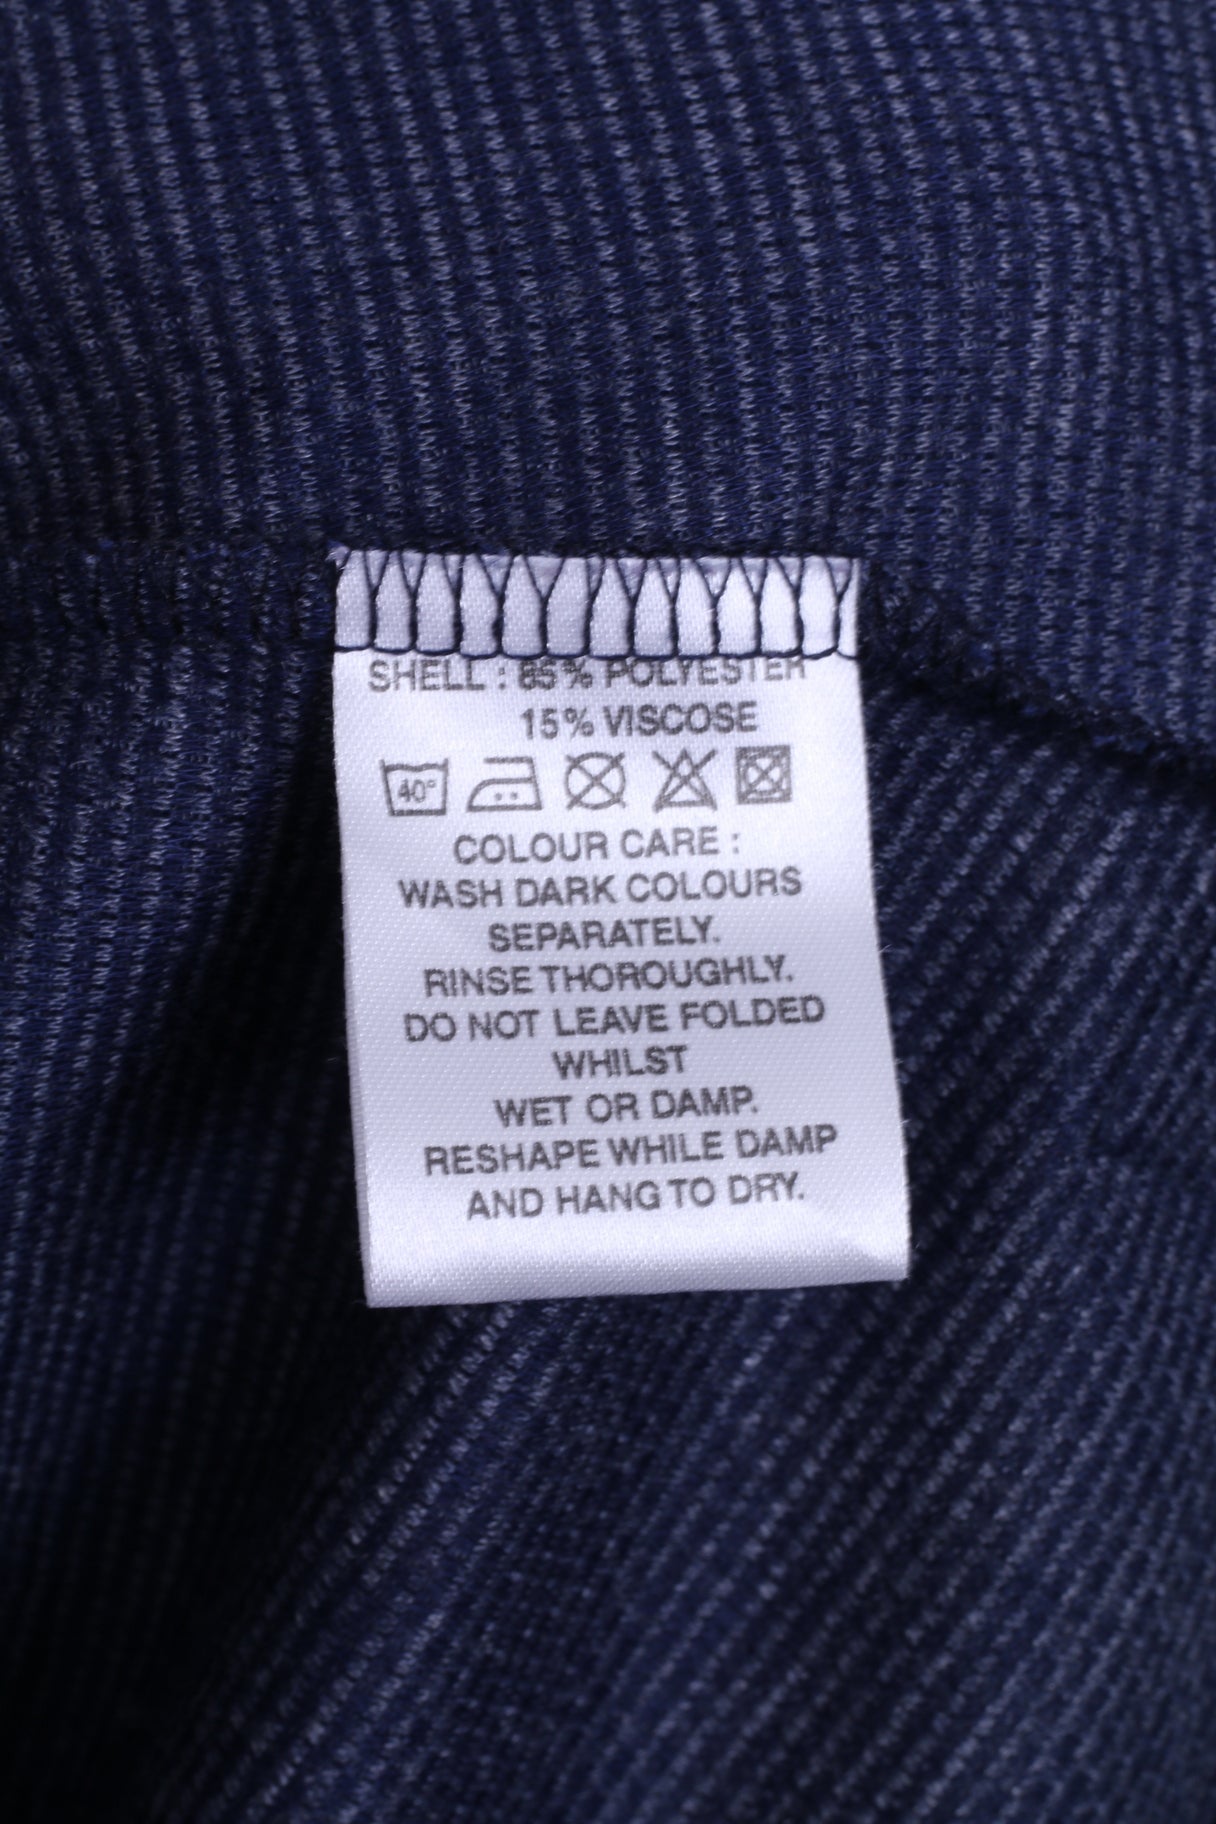 SHELL : 85% POLYESTER
15% VISCOSE
40°
COLOUR CARE :
WASH DARK COLOURS
SEPARATELY.
RINSE THOROUGHLY.
DO NOT LEAVE FOLDED
WHILST
WET OR DAMP.
RESHAPE WHILE DAMP
AND HANG TO DRY.